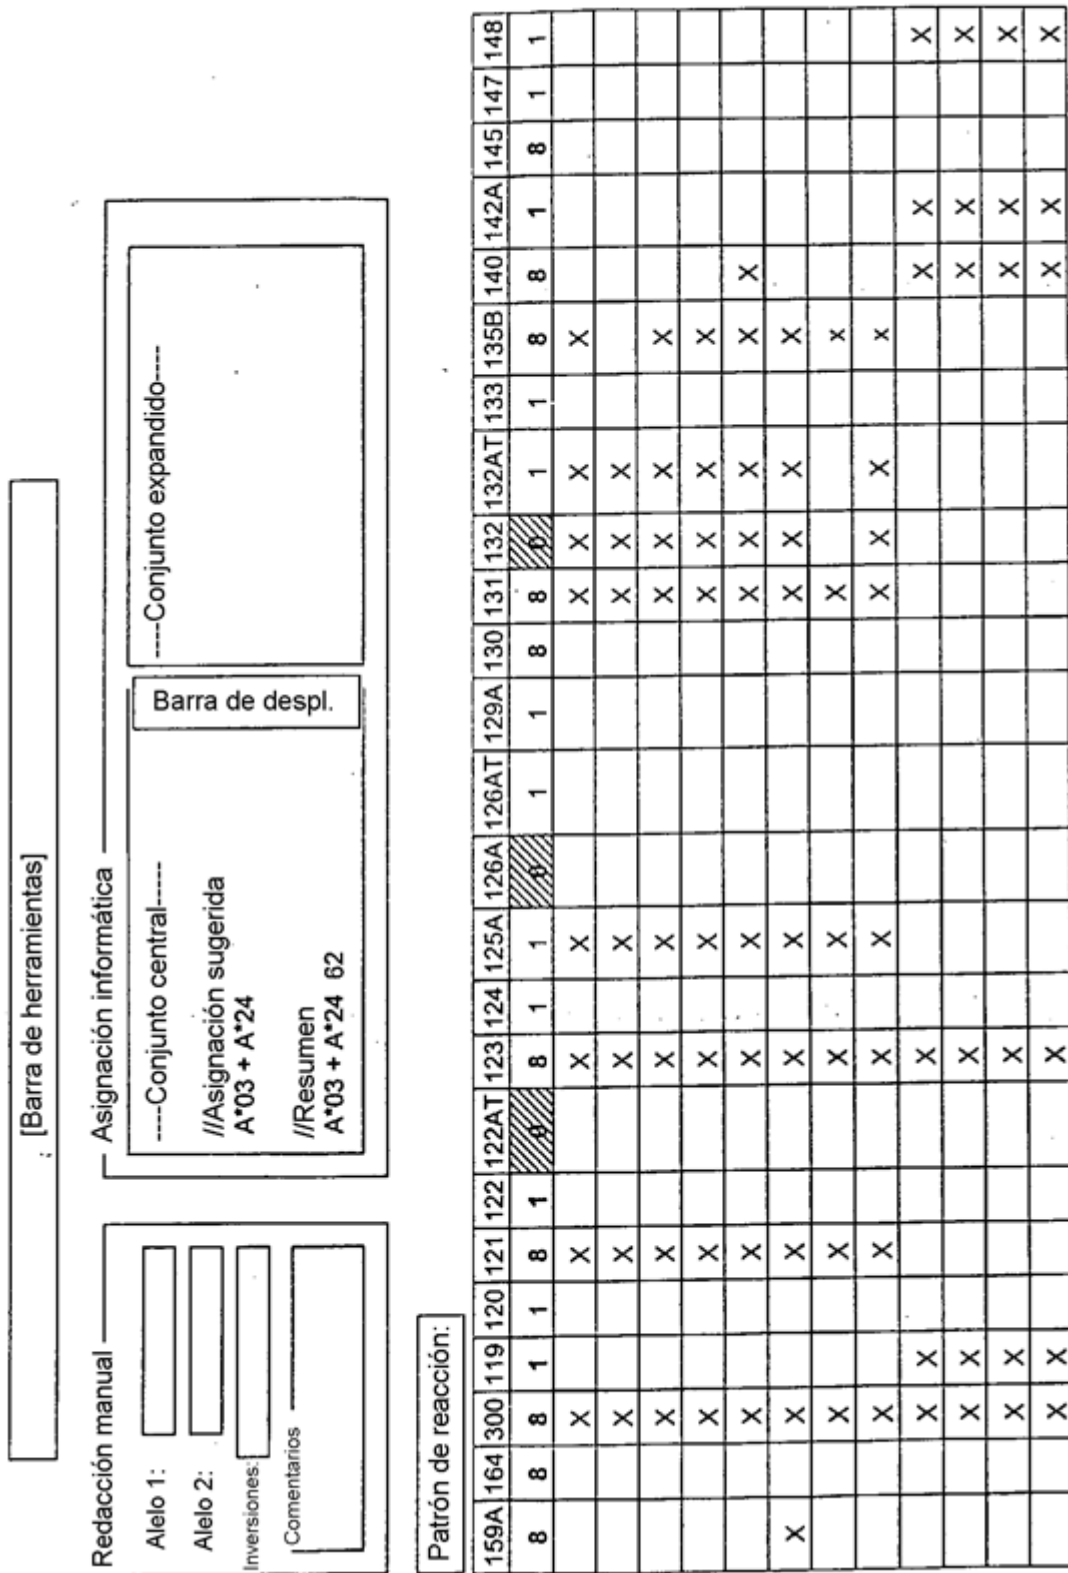 [Barra de herramientas]
Redacción manual
Alelo 1:
Alelo 2:
Inversiones:
Comentarios
Asignación informática
----Conjunto central-----
//Asignación sugerida
A*03 + A*24
//Resumen
A*03 + A*24 62
Barra de despl.
----Conjunto expandido----
Patrón de reacción:
159A 164 300 119 120 121 122 122AT 123 124 125A 126A 126AT 129A 130 131 132 132AT 133 135B 140 142A 145 147 148
8 8 8 1 1 8 1 0 8 1 1 0 1 1 8 8 0 1 1 8 8 1 8 1 1
X X X X X X X X
X X X X X X X
X X X X X X X X
X X X X X X X X
X X X X X X X X X
X X X X X X X X X
X X X X X x
X X X X X X X x
X X X X X X
X X X X X X
X X X X X X
X X X X X X